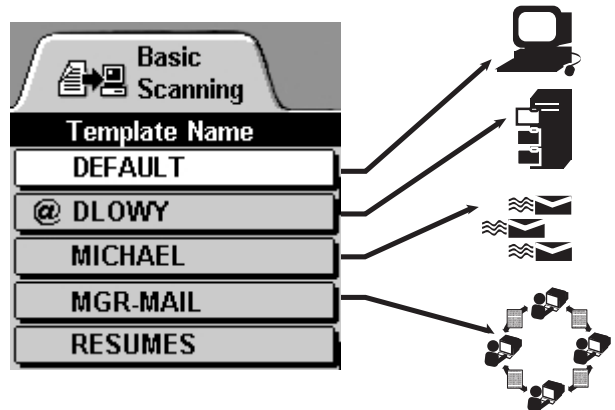 Basic
Scanning
Template Name
DEFAULT
@ DLOWY
MICHAEL
MGR-MAIL
RESUMES